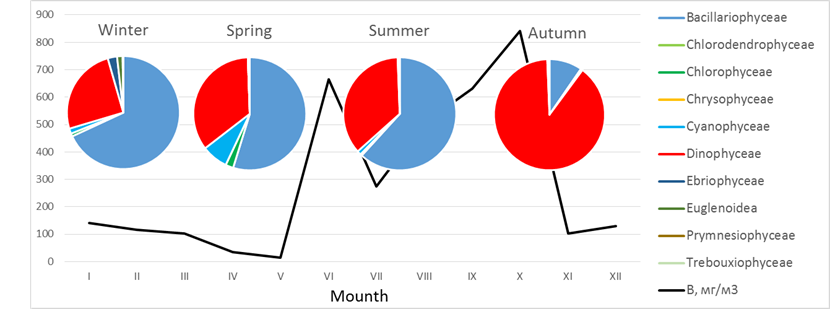 900
800
700
600
500
400
300
200
100
0
Winter
Spring
Summer
Autumn
I
II
III
IV
V
VI
VII
VIII
IX
X
XI
XII
Mounth
Bacillariophyceae
Chlorodendrophyceae
Chlorophyceae
Chrysophyceae
Cyanophyceae
Dinophyceae
Ebriophyceae
Euglenoidea
Prymnesiophyceae
Trebouxiophyceae
В, мг/м3